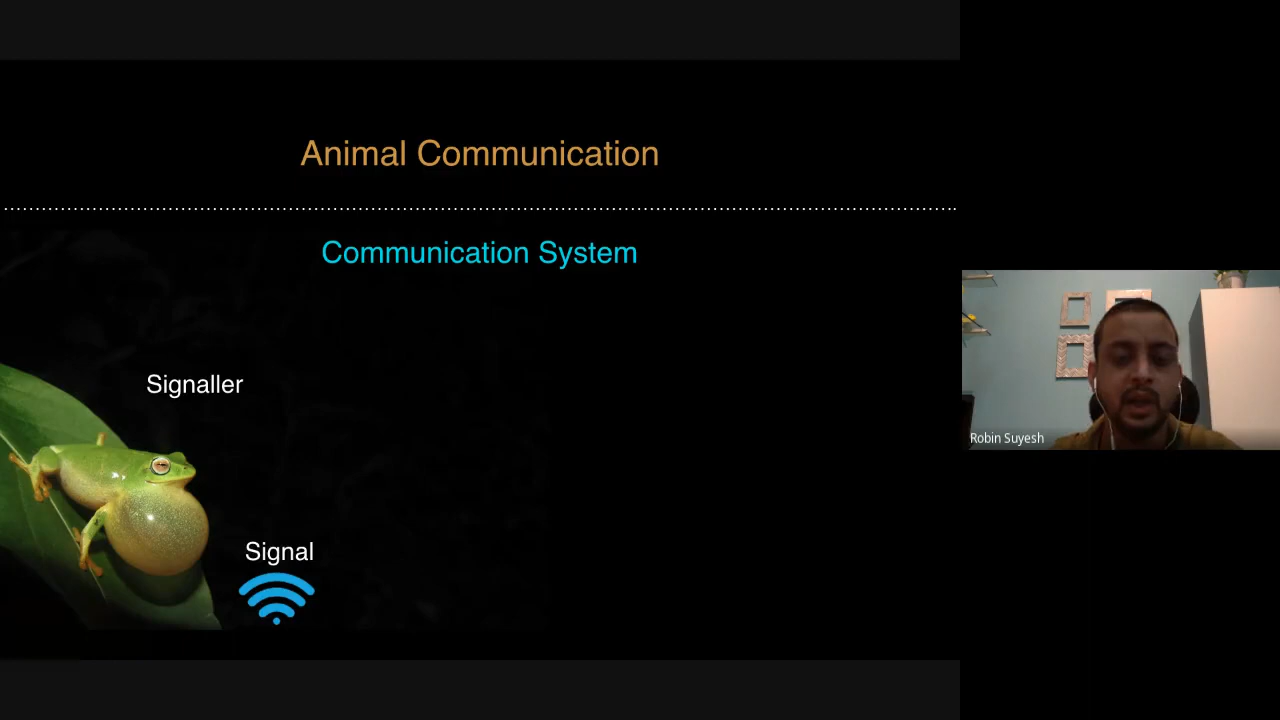 Animal Communication
Communication System
Signaller
Signal
Robin Suyesh